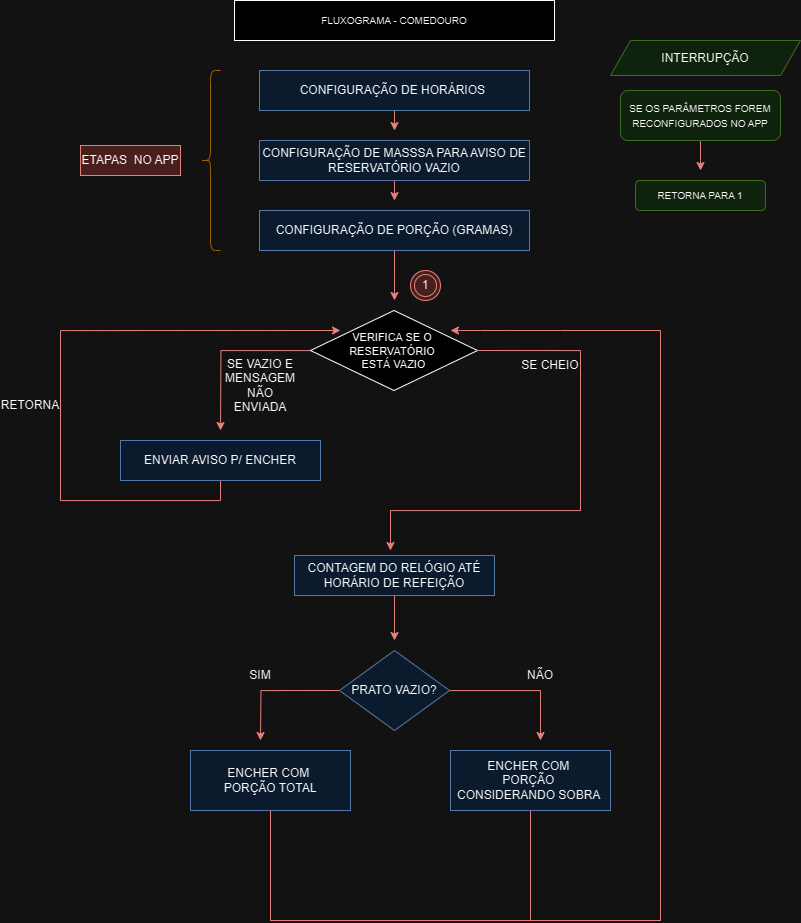 FLUXOGRAMA - COMEDOURO
INTERRUPÇÃO
SE OS PARÂMETROS FOREM
RECONFIGURADOS NO APP
RETORNA PARA 1
ETAPAS NO APP
CONFIGURAÇÃO DE HORÁRIOS
CONFIGURAÇÃO DE MASSSA PARA AVISO DE
RESERVATÓRIO VAZIO
CONFIGURAÇÃO DE PORÇÃO (GRAMAS)
1
VERIFICA SE O
RESERVATÓRIO
ESTÁ VAZIO
SE VAZIO E
MENSAGEM
NÃO
ENVIADA
SE CHEIO
RETORNA
ENVIAR AVISO P/ ENCHER
CONTAGEM DO RELÓGIO ATÉ
HORÁRIO DE REFEIÇÃO
PRATO VAZIO?
SIM
NÃO
ENCHER COM
PORÇÃO TOTAL
ENCHER COM
PORÇÃO
CONSIDERANDO SOBRA